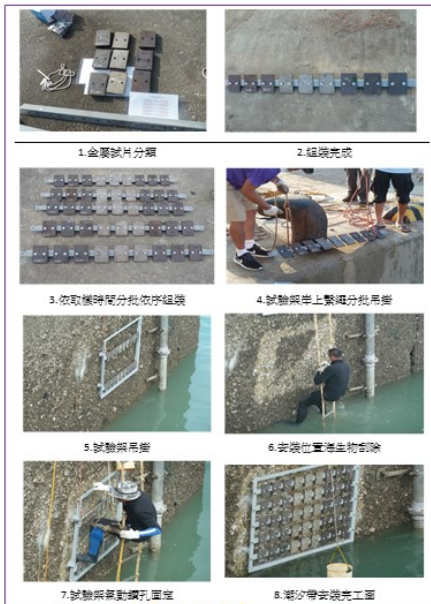 1.金屬試片分類
2.組裝完成
3.依取樣時間分批依序組裝
4.試驗架岸上繫繩分批吊掛
5.試驗架吊掛
6.安裝位置海生物刮除
7.試驗架氣動鑽孔固定
8.潮汐帶安裝完工圖